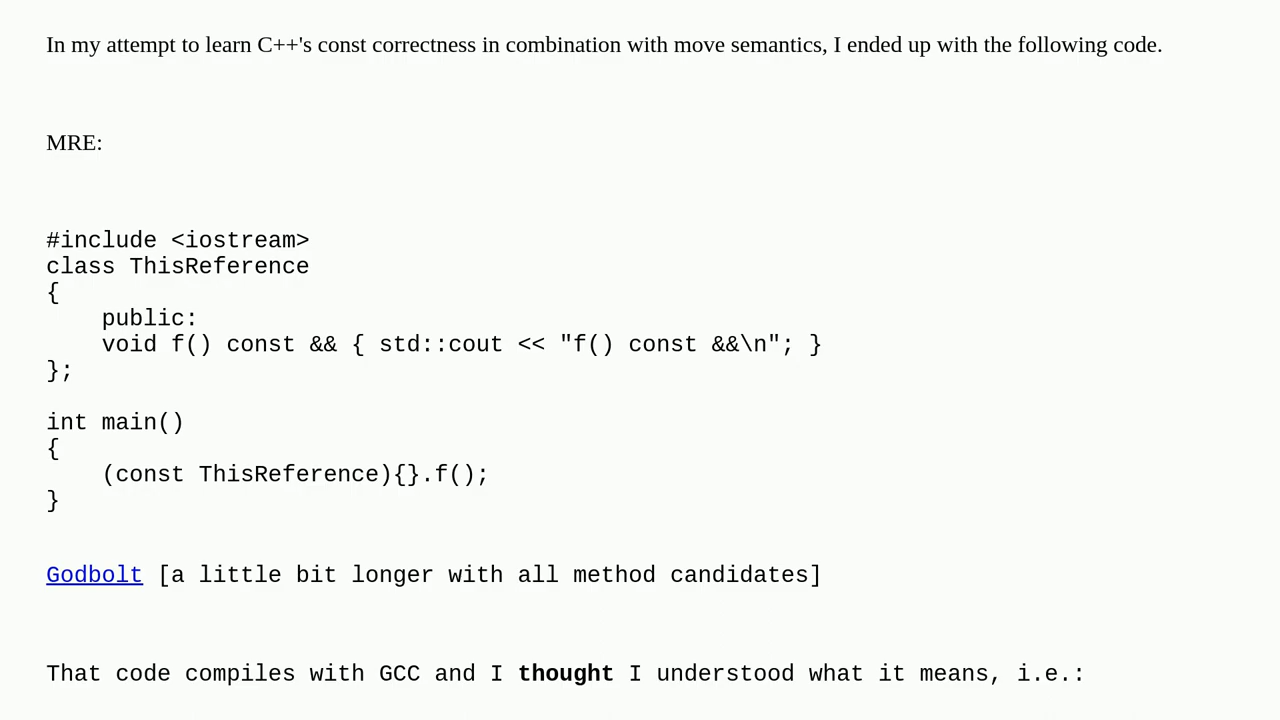 In my attempt to learn C++'s const correctness in combination with move semantics, I ended up with the following code.
MRE:
#include <iostream>
class ThisReference
{
    public:
    void f() const && { std::cout << "f() const &&\n"; }
};
int main()
{
    (const ThisReference){}.f();
}
Godbolt [a little bit longer with all method candidates]
That code compiles with GCC and I thought I understood what it means, i.e.: